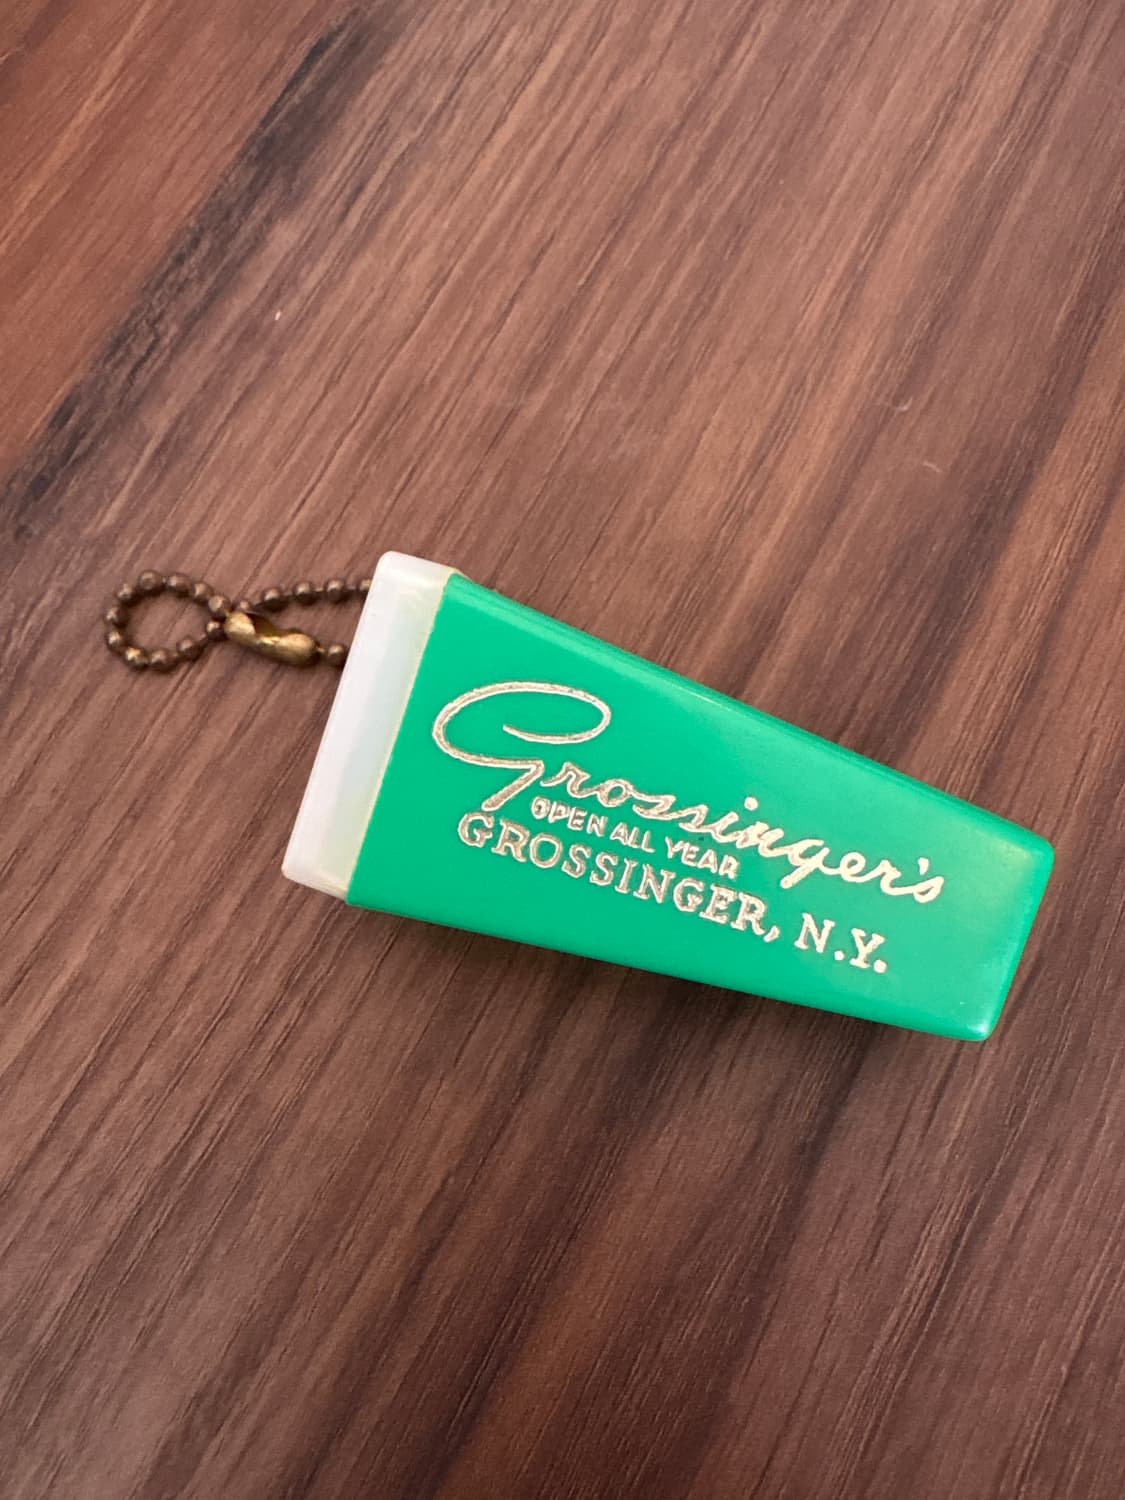 Grossinger's
OPEN ALL YEAR
GROSSINGER, N.Y.